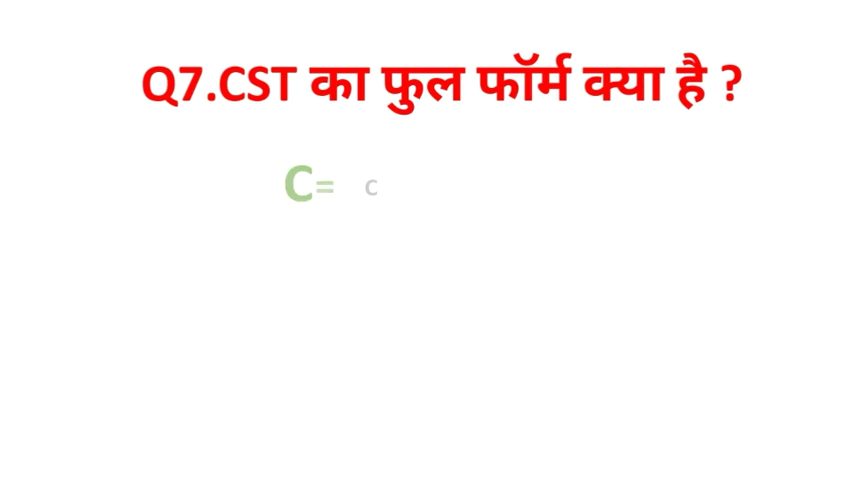 Q7.CST का फुल फॉर्म क्या है ?
C= C